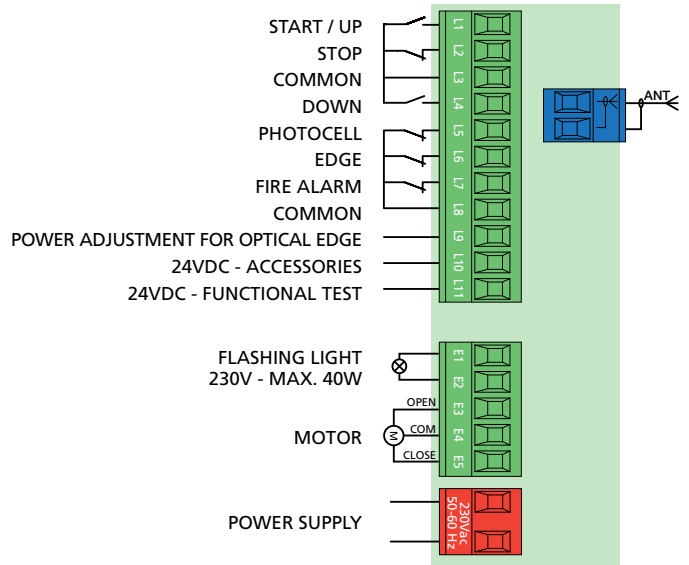 START / UP
L1
STOP
L2
COMMON
L3
DOWN
L4
PHOTOCELL
L5
EDGE
L6
FIRE ALARM
L7
COMMON
L8
POWER ADJUSTMENT FOR OPTICAL EDGE
L9
24VDC - ACCESSORIES
L10
24VDC - FUNCTIONAL TEST
L11
ANT
FLASHING LIGHT
230V - MAX. 40W
E1
E2
MOTOR
M
OPEN
E3
COM
E4
CLOSE
E5
POWER SUPPLY
230Vac
50-60 Hz